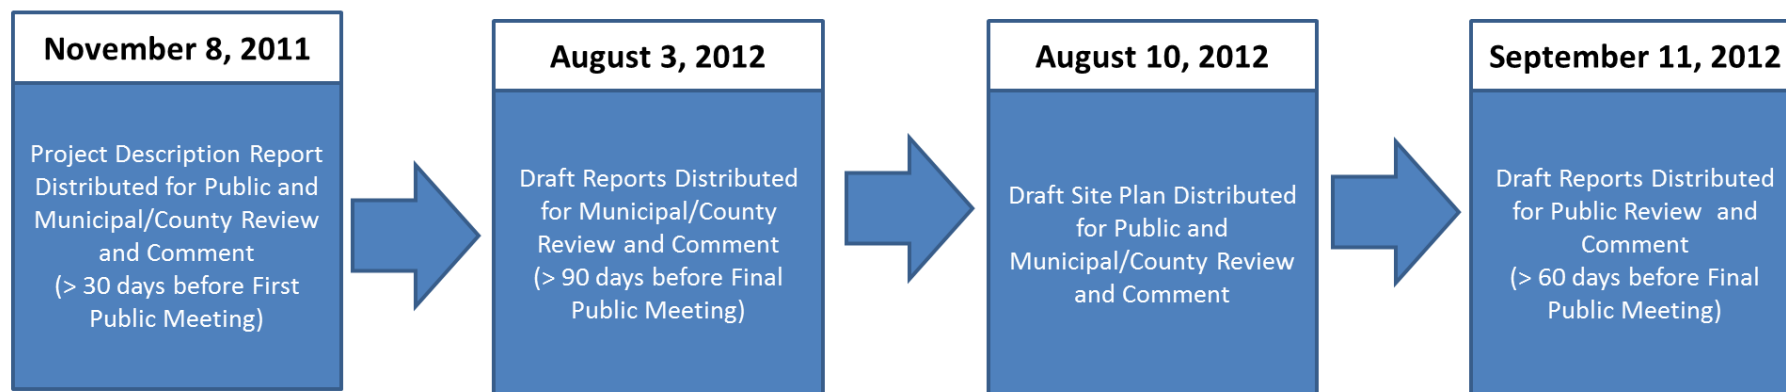 November 8, 2011
Project Description Report
Distributed for Public and
Municipal/County Review
and Comment
(> 30 days before First
Public Meeting)
August 3, 2012
Draft Reports Distributed
for Municipal/County
Review and Comment
(> 90 days before Final
Public Meeting)
August 10, 2012
Draft Site Plan Distributed
for Public and
Municipal/County Review
and Comment
September 11, 2012
Draft Reports Distributed
for Public Review and
Comment
(> 60 days before Final
Public Meeting)